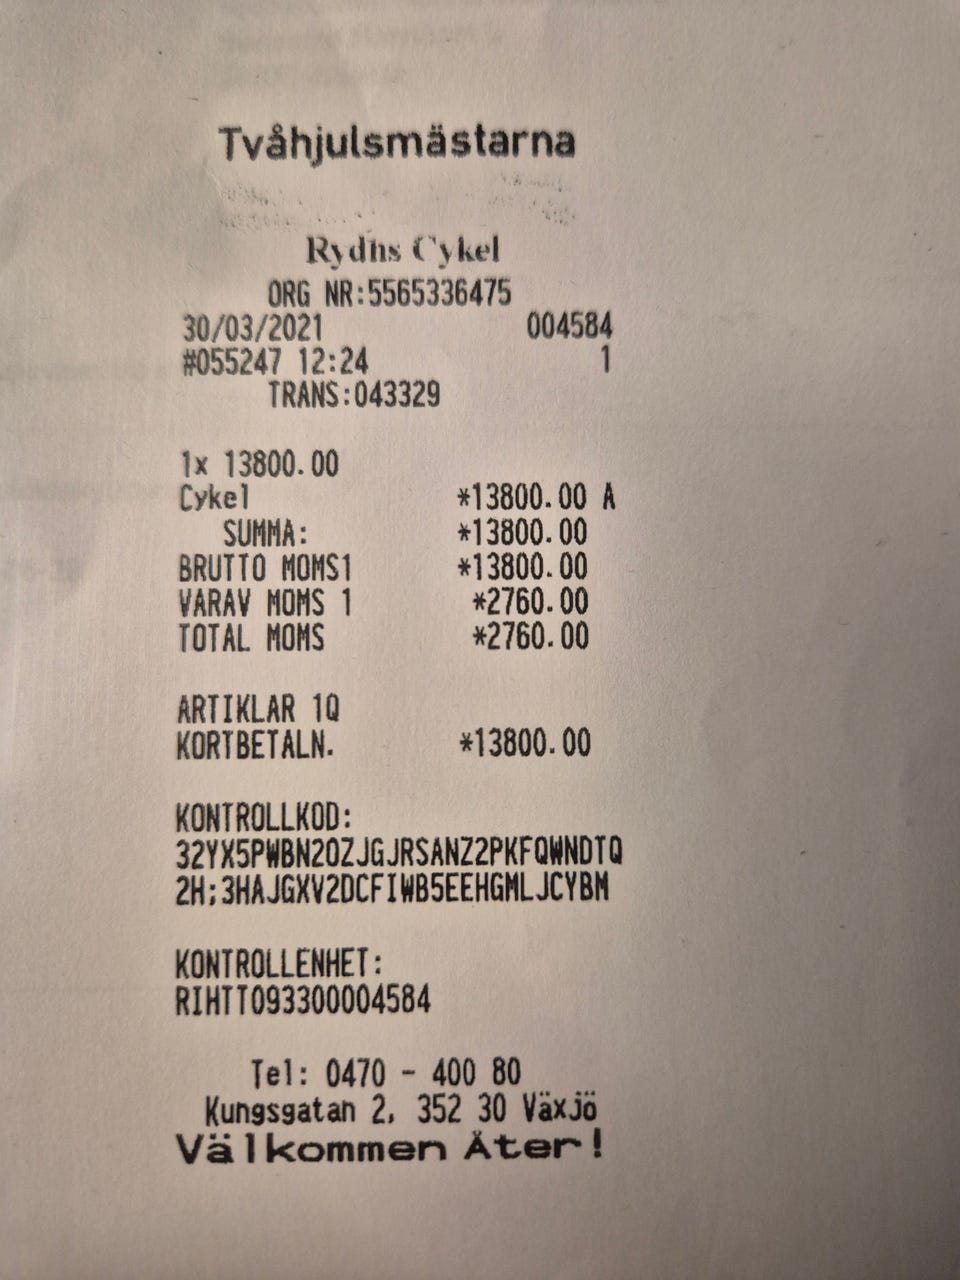 Tvåhjulsmästarna
Rydhs Cykel
ORG NR:5565336475
30/03/2021 004584
#055247 12:24 1
TRANS:043329
1x 13800.00
Cykel *13800.00 A
SUMMA: *13800.00
BRUTTO MOMS1 *13800.00
VARAV MOMS 1 *2760.00
TOTAL MOMS *2760.00
ARTIKLAR 1Q
KORTBETALN. *13800.00
KONTROLLKOD:
32YX5PWBN2OZJGJRSANZ2PKFQWNDTQ
2H;3HAJGXV2DCFIWB5EEHGMLJCYBM
KONTROLLENHET:
RIHTT093300004584
Tel: 0470 - 400 80
Kungsgatan 2, 352 30 Växjö
Välkommen Åter!